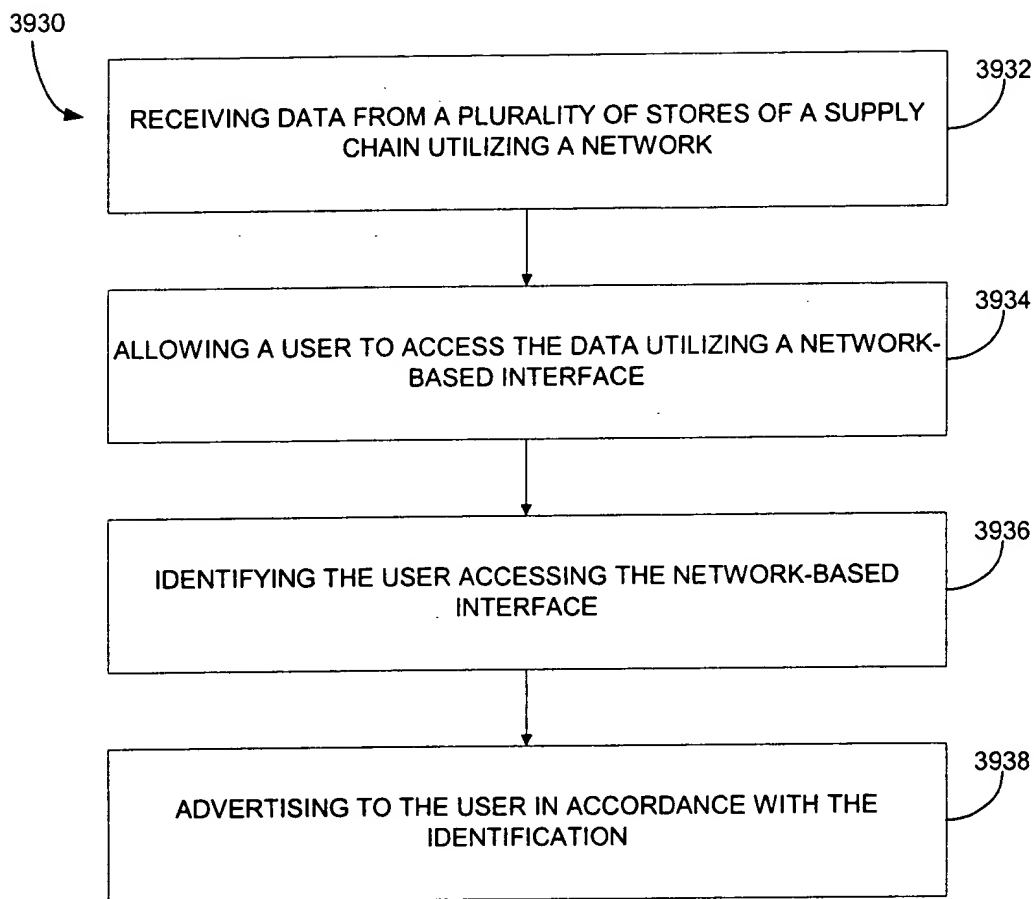 3930
3932
RECEIVING DATA FROM A PLURALITY OF STORES OF A SUPPLY
CHAIN UTILIZING A NETWORK
3934
ALLOWING A USER TO ACCESS THE DATA UTILIZING A NETWORK-
BASED INTERFACE
3936
IDENTIFYING THE USER ACCESSING THE NETWORK-BASED
INTERFACE
3938
ADVERTISING TO THE USER IN ACCORDANCE WITH THE
IDENTIFICATION